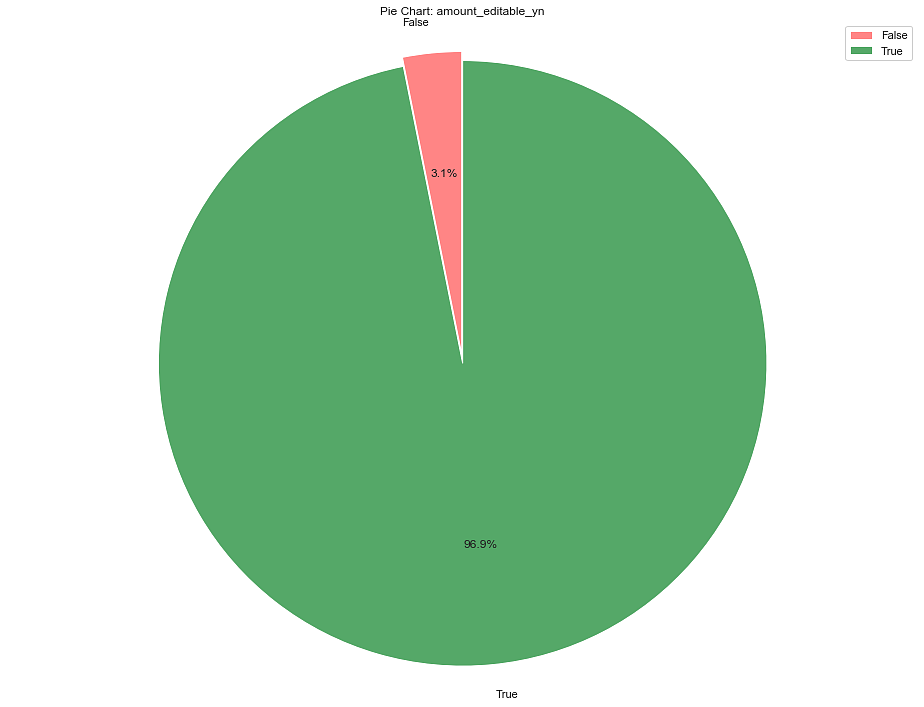 Pie Chart: amount_editable_yn
False
False
True
3.1%
96.9%
True